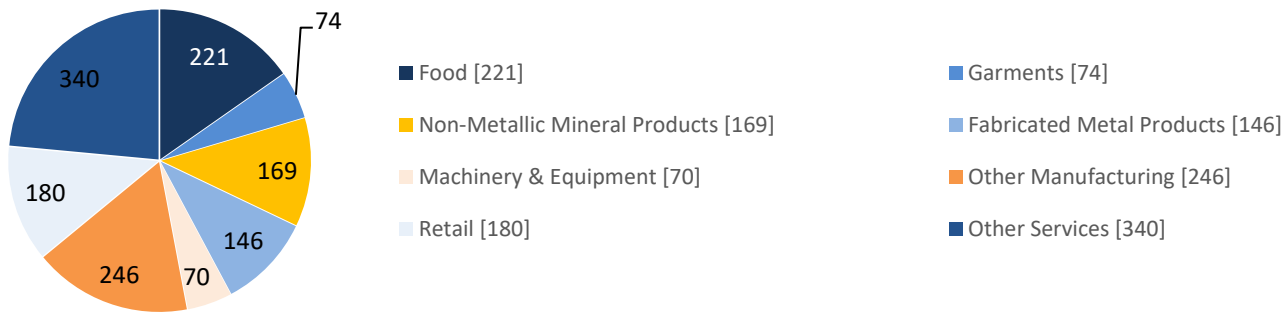 74
221
340
169
180
146
246
70
Food [221]
Garments [74]
Non-Metallic Mineral Products [169]
Fabricated Metal Products [146]
Machinery & Equipment [70]
Other Manufacturing [246]
Retail [180]
Other Services [340]